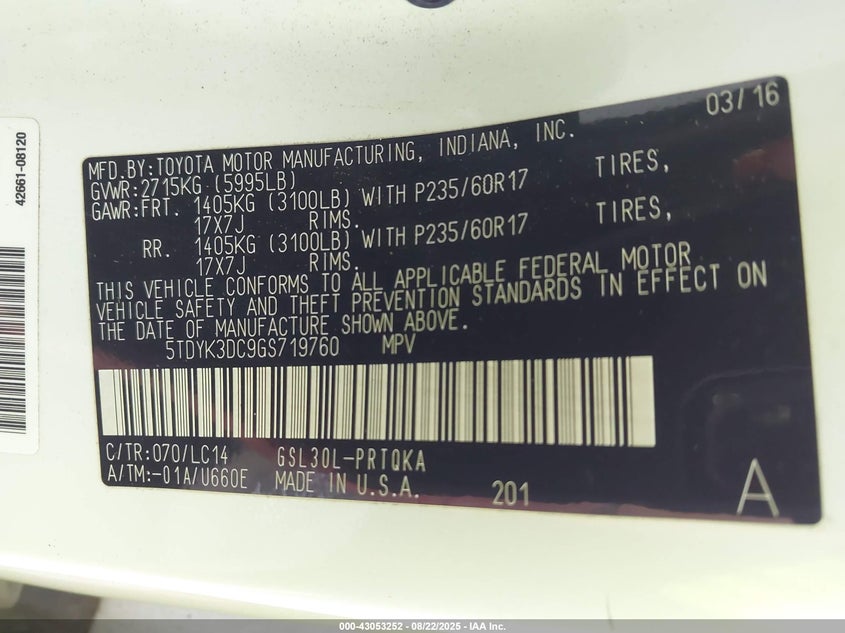 42661-08120
03/16
MFD.BY:TOYOTA MOTOR MANUFACTURING, INDIANA, INC.
GVWR:2715KG (5995LB)
GAWR:FRT. 1405KG (3100LB) WITH P235/60R17 TIRES,
17X7J RIMS.
RR. 1405KG (3100LB) WITH P235/60R17 TIRES,
17X7J RIMS.
THIS VEHICLE CONFORMS TO ALL APPLICABLE FEDERAL MOTOR
VEHICLE SAFETY AND THEFT PREVENTION STANDARDS IN EFFECT ON
THE DATE OF MANUFACTURE SHOWN ABOVE.
5TDYK3DC9GS719760 MPV
C/TR:070/LC14 GSL30L-PRTQKA
A/TM:-01A/U660E MADE IN U.S.A. 201
A
000-43053252 - 08/22/2025 - IAA Inc.